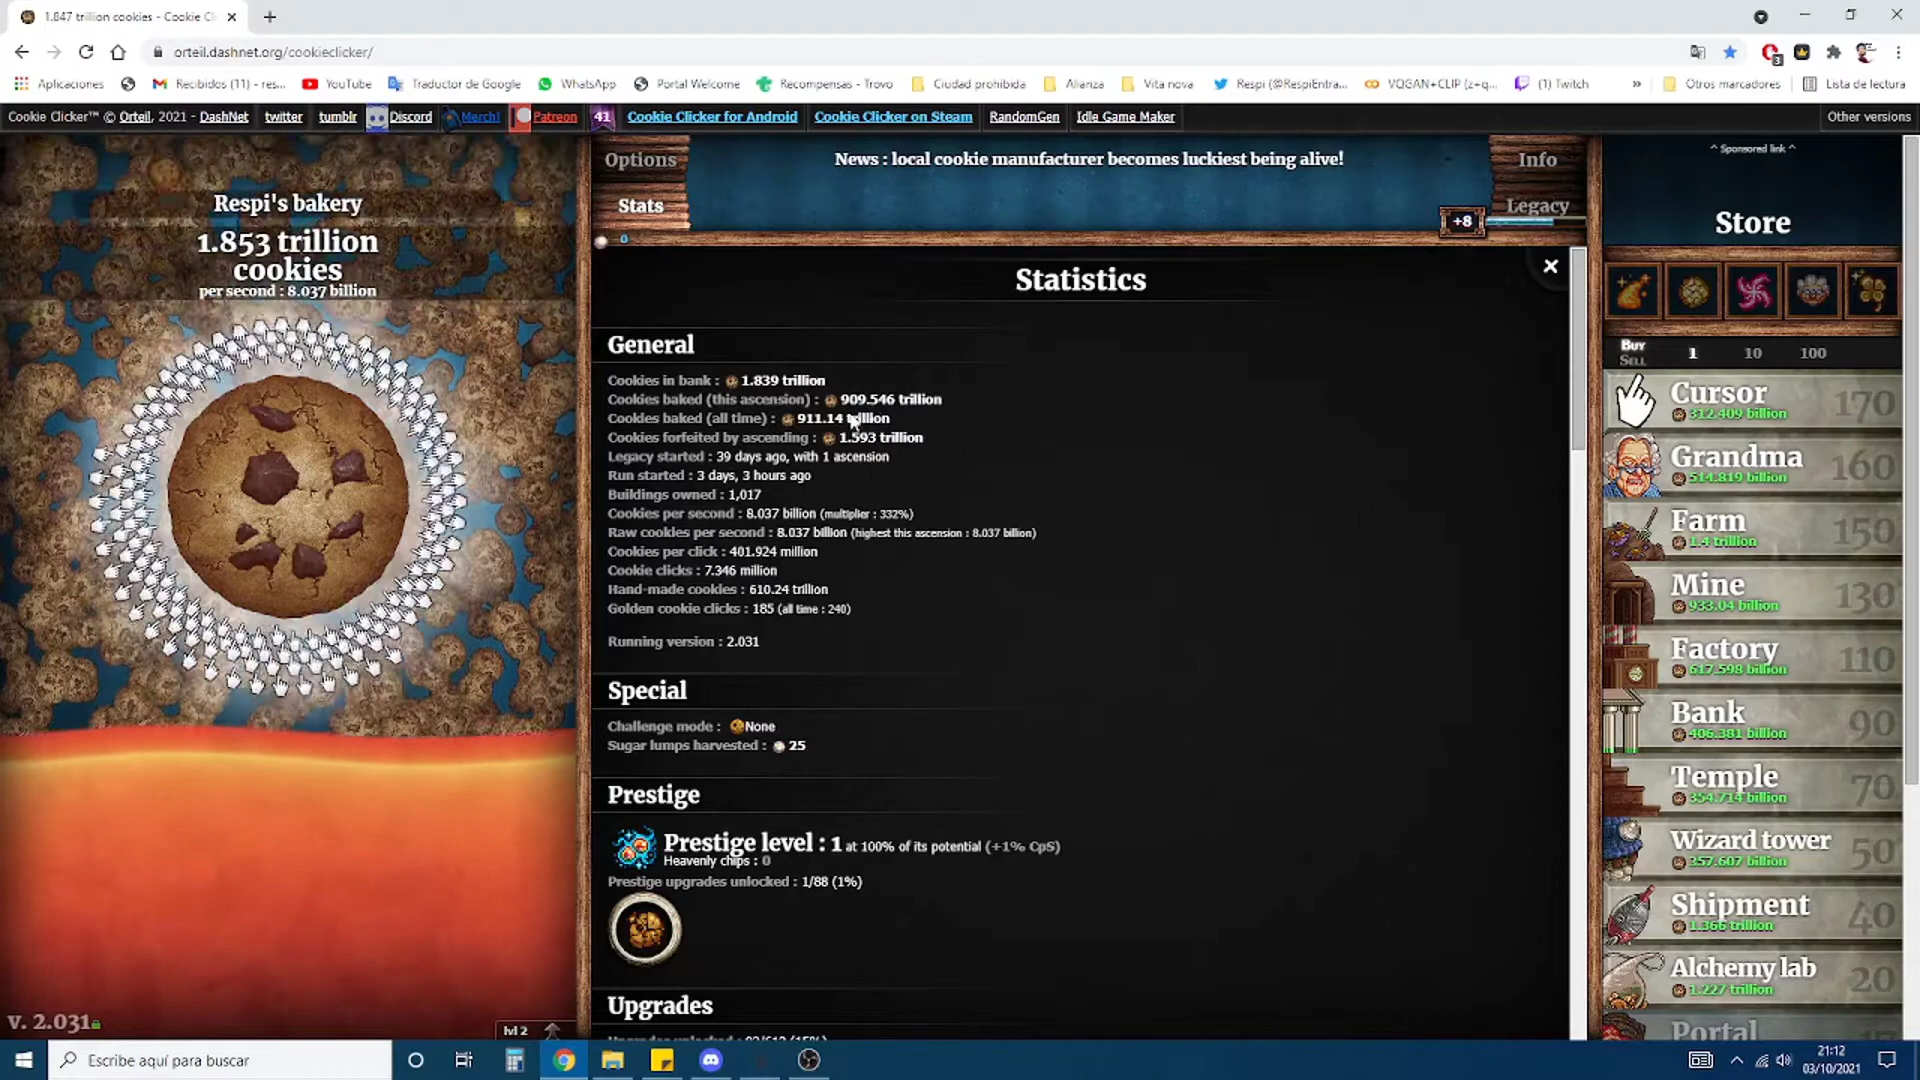 1.847 trillion cookies - Cookie Cl
orteil.dashnet.org/cookieclicker/
Aplicaciones
Recibidos (11) - res...
YouTube
Traductor de Google
WhatsApp
Portal Welcome
Recompensas - Trovo
Ciudad prohibida
Alianza
Vita nova
Respi (@RespiEntra...
VQGAN+CLIP (z+q...
(1) Twitch
»
Otros marcadores
Lista de lectura
Cookie Clicker™ © Orteil, 2021 - DashNet
twitter
tumblr
Discord
Merch!
Patreon
41
Cookie Clicker for Android
Cookie Clicker on Steam
RandomGen
Idle Game Maker
Other versions
Respi's bakery
1.853 trillion
cookies
per second : 8.037 billion
v. 2.031
lvl 2
Options
Stats
0
News : local cookie manufacturer becomes luckiest being alive!
Info
Legacy
+8
Statistics
General
Cookies in bank : 1.839 trillion
Cookies baked (this ascension) : 909.546 trillion
Cookies baked (all time) : 911.14 trillion
Cookies forfeited by ascending : 1.593 trillion
Legacy started : 39 days ago, with 1 ascension
Run started : 3 days, 3 hours ago
Buildings owned : 1,017
Cookies per second : 8.037 billion (multiplier : 332%)
Raw cookies per second : 8.037 billion (highest this ascension : 8.037 billion)
Cookies per click : 401.924 million
Cookie clicks : 7.346 million
Hand-made cookies : 610.24 trillion
Golden cookie clicks : 185 (all time : 240)
Running version : 2.031
Special
Challenge mode : None
Sugar lumps harvested : 25
Prestige
Prestige level : 1 at 100% of its potential (+1% CpS)
Heavenly chips : 0
Prestige upgrades unlocked : 1/88 (1%)
Upgrades
^ Sponsored link ^
Store
Buy
Sell
1
10
100
Cursor
312.409 billion
170
Grandma
514.819 billion
160
Farm
1.4 trillion
150
Mine
933.04 billion
130
Factory
617.598 billion
110
Bank
406.381 billion
90
Temple
354.714 billion
70
Wizard tower
357.607 billion
50
Shipment
1.366 trillion
40
Alchemy lab
1.227 trillion
20
Portal
Escribe aquí para buscar
21:12
03/10/2021